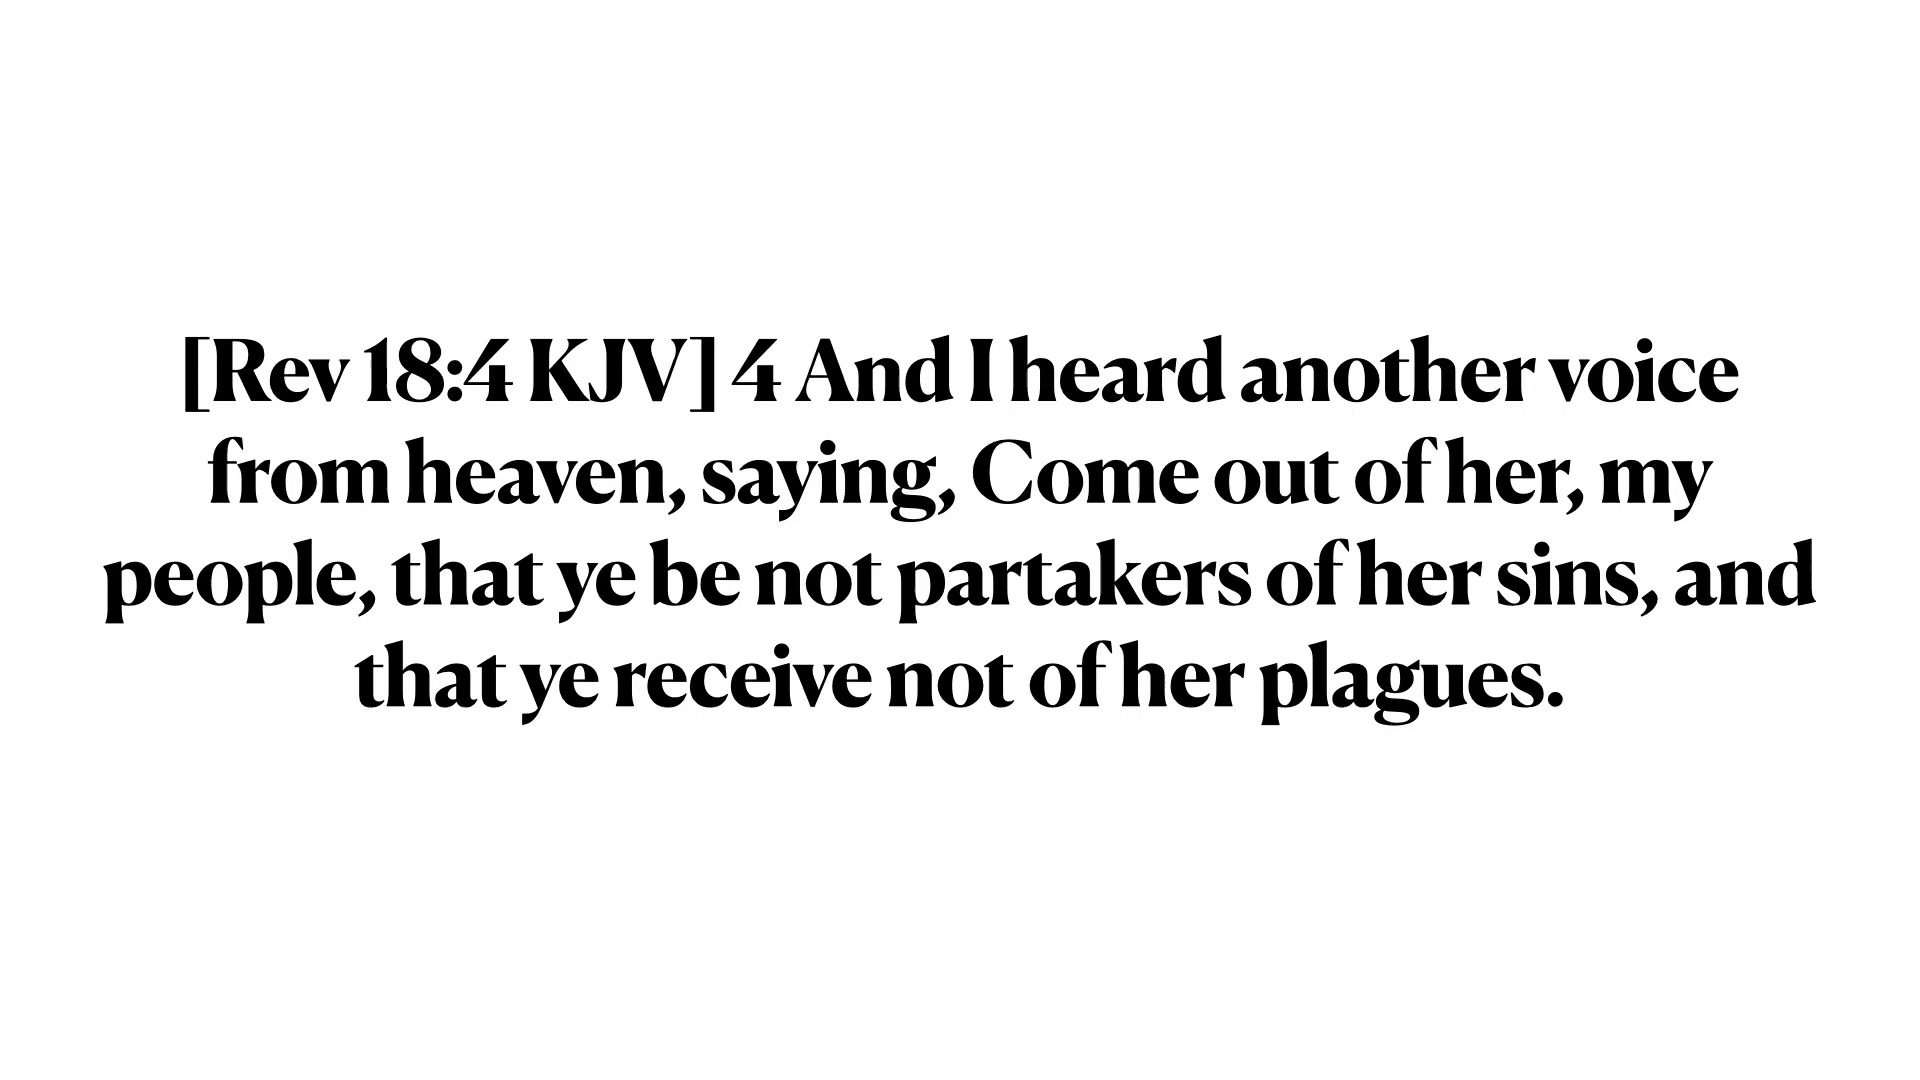 [Rev 18:4 KJV] 4 And I heard another voice
from heaven, saying, Come out of her, my
people, that ye be not partakers of her sins, and
that ye receive not of her plagues.